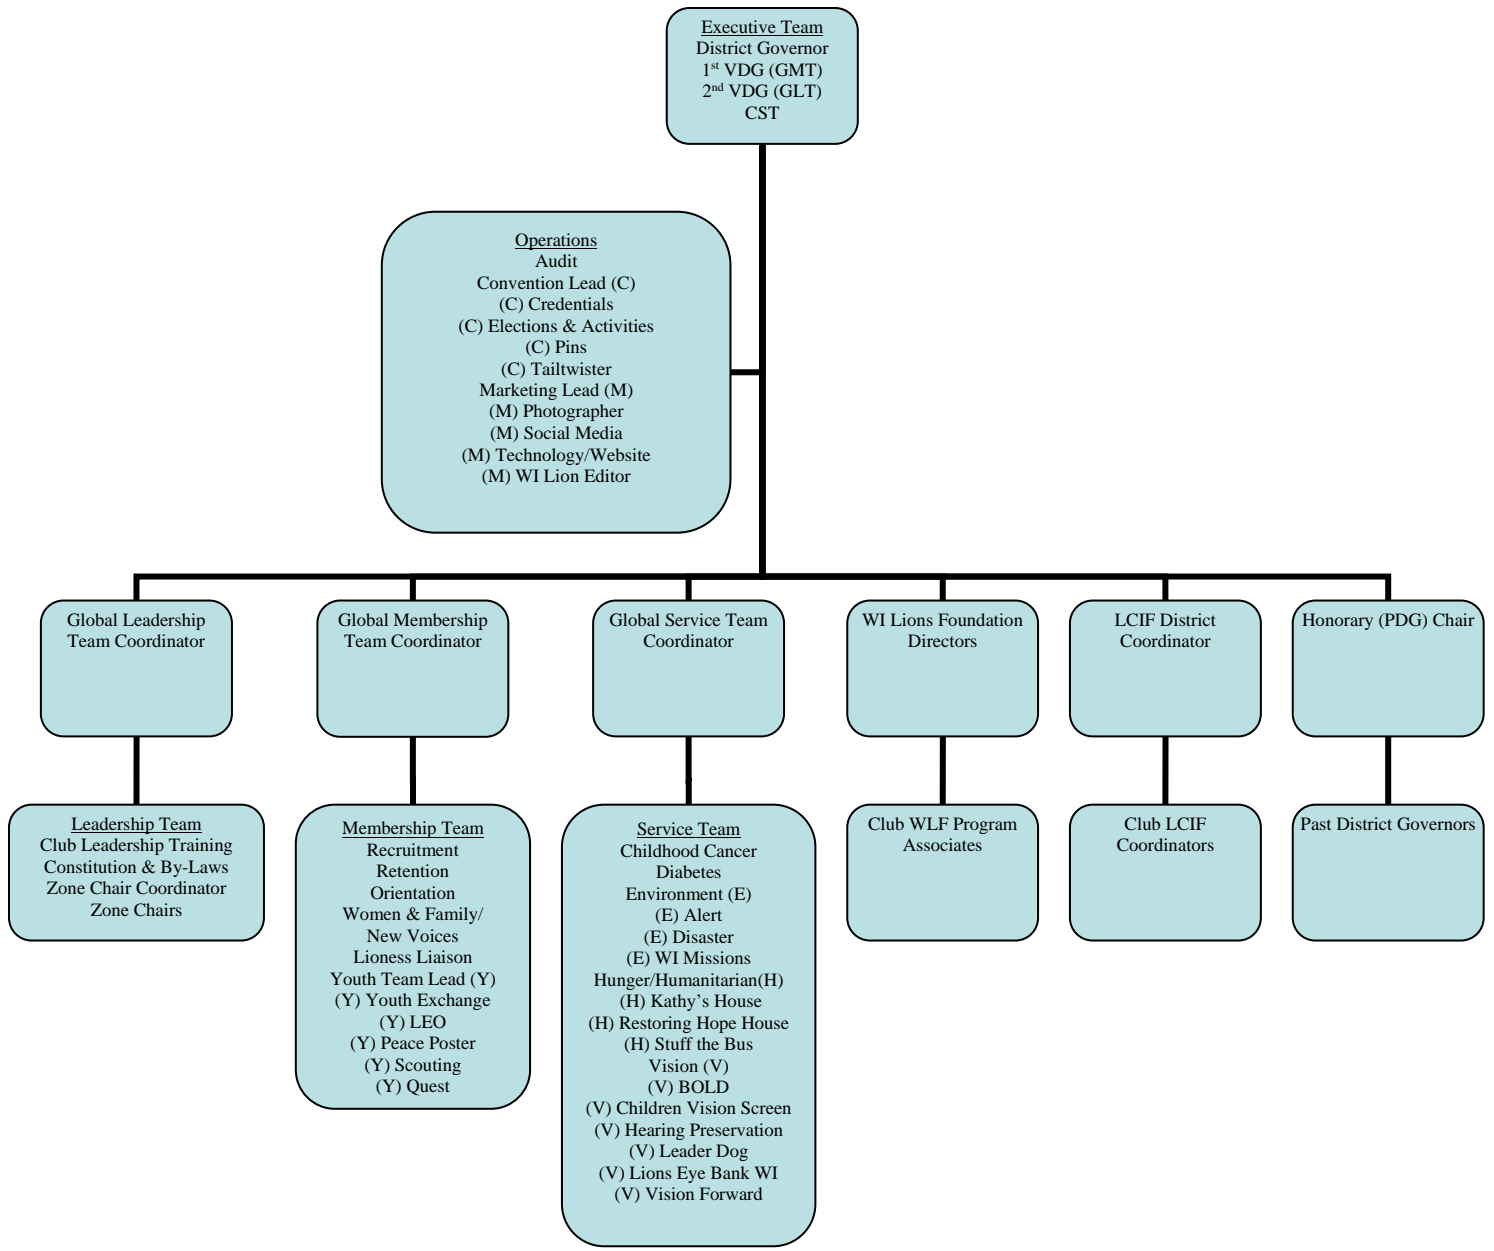 Executive Team
District Governor
1st VDG (GMT)
2nd VDG (GLT)
CST
Operations
Audit
Convention Lead (C)
(C) Credentials
(C) Elections & Activities
(C) Pins
(C) Tailtwister
Marketing Lead (M)
(M) Photographer
(M) Social Media
(M) Technology/Website
(M) WI Lion Editor
Global Leadership
Team Coordinator
Global Membership
Team Coordinator
Global Service Team
Coordinator
WI Lions Foundation
Directors
LCIF District
Coordinator
Honorary (PDG) Chair
Leadership Team
Club Leadership Training
Constitution & By-Laws
Zone Chair Coordinator
Zone Chairs
Membership Team
Recruitment
Retention
Orientation
Women & Family/
New Voices
Lioness Liaison
Youth Team Lead (Y)
(Y) Youth Exchange
(Y) LEO
(Y) Peace Poster
(Y) Scouting
(Y) Quest
Service Team
Childhood Cancer
Diabetes
Environment (E)
(E) Alert
(E) Disaster
(E) WI Missions
Hunger/Humanitarian(H)
(H) Kathy’s House
(H) Restoring Hope House
(H) Stuff the Bus
Vision (V)
(V) BOLD
(V) Children Vision Screen
(V) Hearing Preservation
(V) Leader Dog
(V) Lions Eye Bank WI
(V) Vision Forward
Club WLF Program
Associates
Club LCIF
Coordinators
Past District Governors